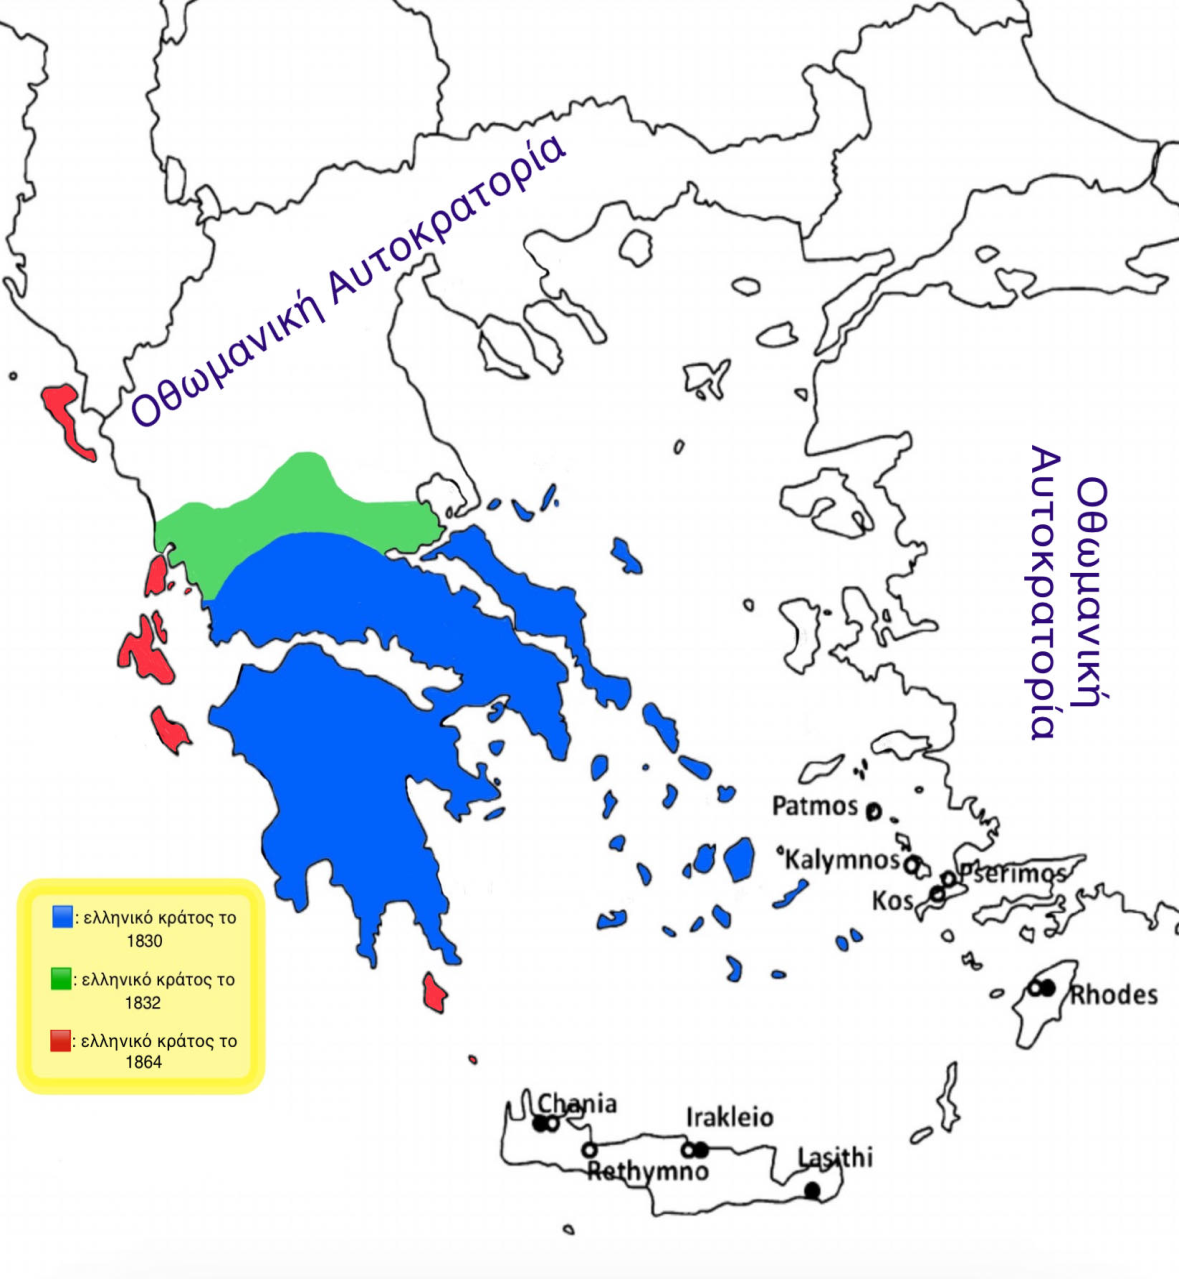 Οθωμανική Αυτοκρατορία
Οθωμανική
Αυτοκρατορία
Patmos
Kalymnos
Pserimos
Kos
Rhodes
: ελληνικό κράτος το
1830
: ελληνικό κράτος το
1832
: ελληνικό κράτος το
1864
Chania
Irakleio
Rethymno
Lasithi